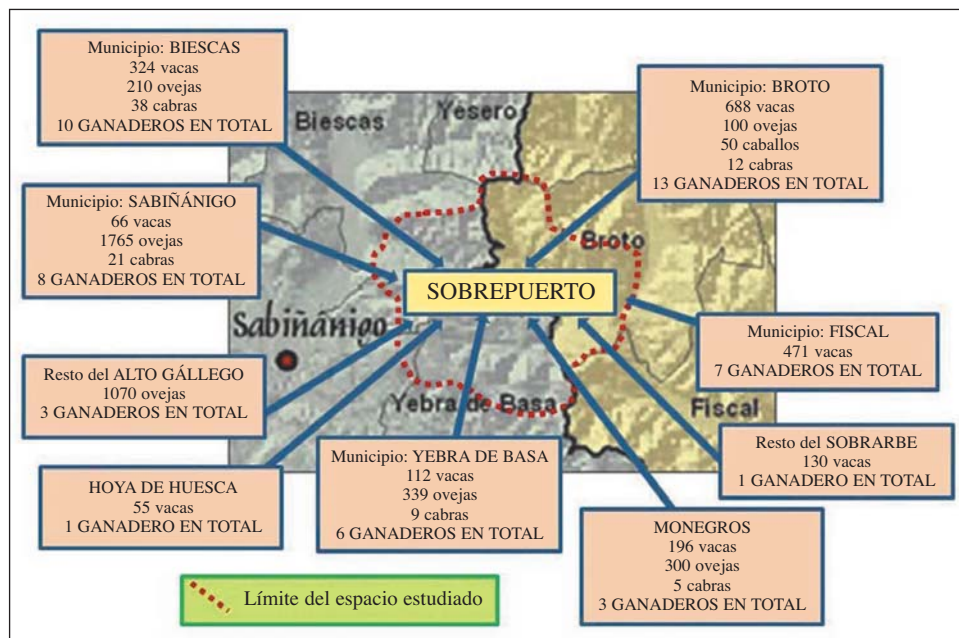 Municipio: BIESCAS
324 vacas
210 ovejas
38 cabras
10 GANADEROS EN TOTAL
Municipio: BROTO
688 vacas
100 ovejas
50 caballos
12 cabras
13 GANADEROS EN TOTAL
Biescas
Yésero
Municipio: SABIÑÁNIGO
66 vacas
1765 ovejas
21 cabras
8 GANADEROS EN TOTAL
Broto
SOBREPUERTO
Sabiñánigo
Municipio: FISCAL
471 vacas
7 GANADEROS EN TOTAL
Resto del ALTO GÁLLEGO
1070 ovejas
3 GANADEROS EN TOTAL
Yebra de Basa
Fiscal
Resto del SOBRARBE
130 vacas
1 GANADERO EN TOTAL
HOYA DE HUESCA
55 vacas
1 GANADERO EN TOTAL
Municipio: YEBRA DE BASA
112 vacas
339 ovejas
9 cabras
6 GANADEROS EN TOTAL
MONEGROS
196 vacas
300 ovejas
5 cabras
3 GANADEROS EN TOTAL
Límite del espacio estudiado